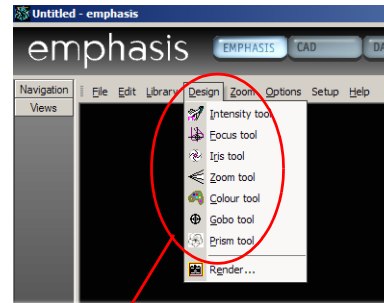 Untitled - emphasis
emphasis
EMPHASIS CAD
Navigation File Edit Library Design Zoom Options Setup Help
Views
Intensity tool
Focus tool
Iris tool
Zoom tool
Colour tool
Gobo tool
Prism tool
Render...